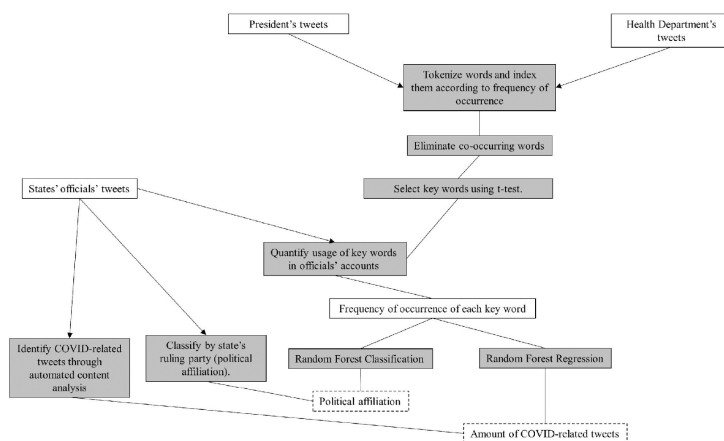 President's tweets
Health Department's
tweets
Tokenize words and index
them according to frequency of
occurrence
Eliminate co-occurring words
States' officials' tweets
Select key words using t-test.
Quantify usage of key words
in officials' accounts
Frequency of occurrence of each key word
Identify COVID-related
tweets through
automated content
analysis
Classify by state's
ruling party (political
affiliation).
Random Forest Classification
Random Forest Regression
Political affiliation
Amount of COVID-related tweets